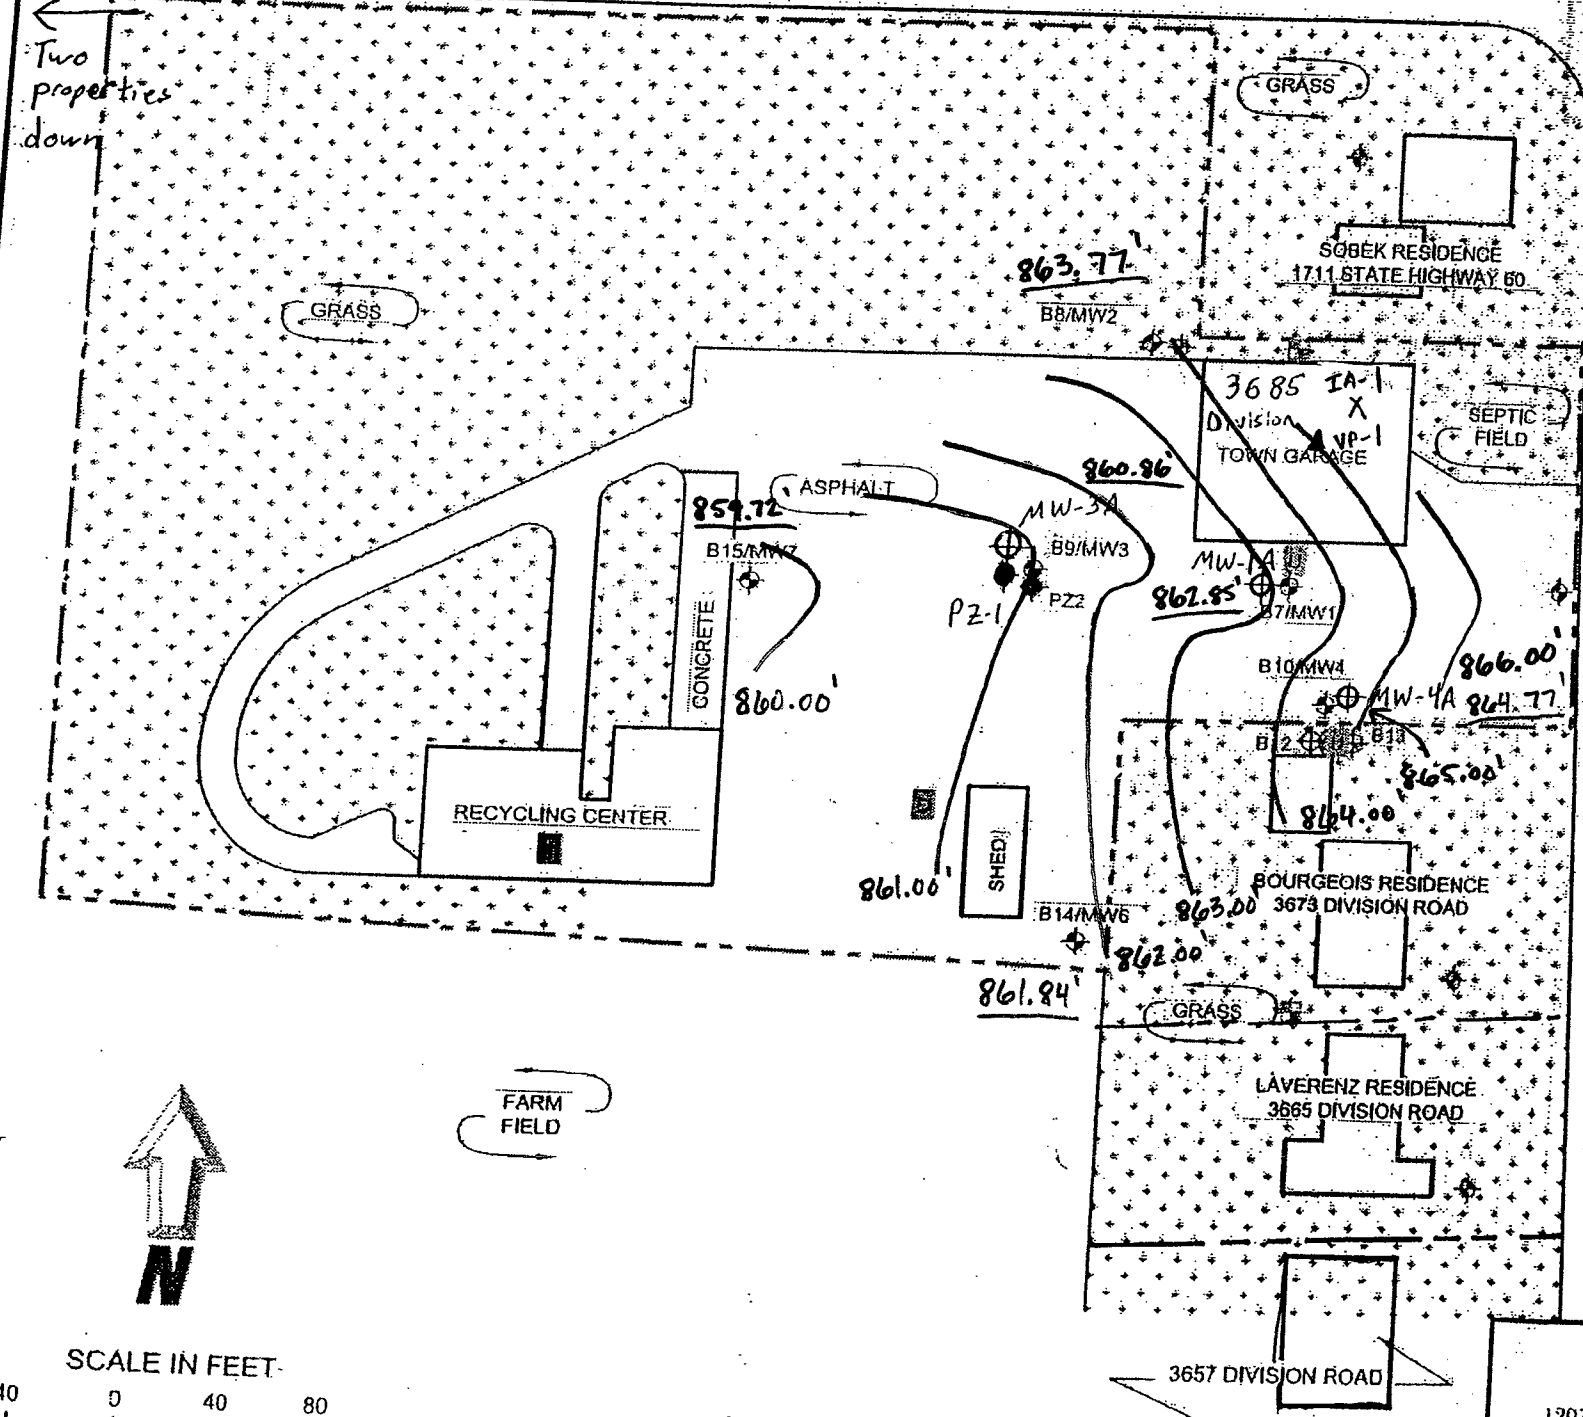 Two
properties
down
GRASS
SOBEK RESIDENCE
1711 STATE HIGHWAY 60
863.77'
B8/MW2
GRASS
3685 IA-1
X
Division VP-1
TOWN GARAGE
SEPTIC
FIELD
860.86'
ASPHALT
859.72'
MW-3A
B15/MW7
B9/MW3
MW-1A
PZ-1
PZ2
862.85'
B7/MW1
CONCRETE
B10/MW4
866.00'
MW-4A 864.77'
860.00'
B12
B11
865.00'
RECYCLING CENTER
SHED
864.00'
861.00'
BOURGEOIS RESIDENCE
3673 DIVISION ROAD
B14/MW6
863.00'
862.00'
861.84'
GRASS
FARM
FIELD
LAVERENZ RESIDENCE
3665 DIVISION ROAD
N
SCALE IN FEET
0 40 80
3657 DIVISION ROAD